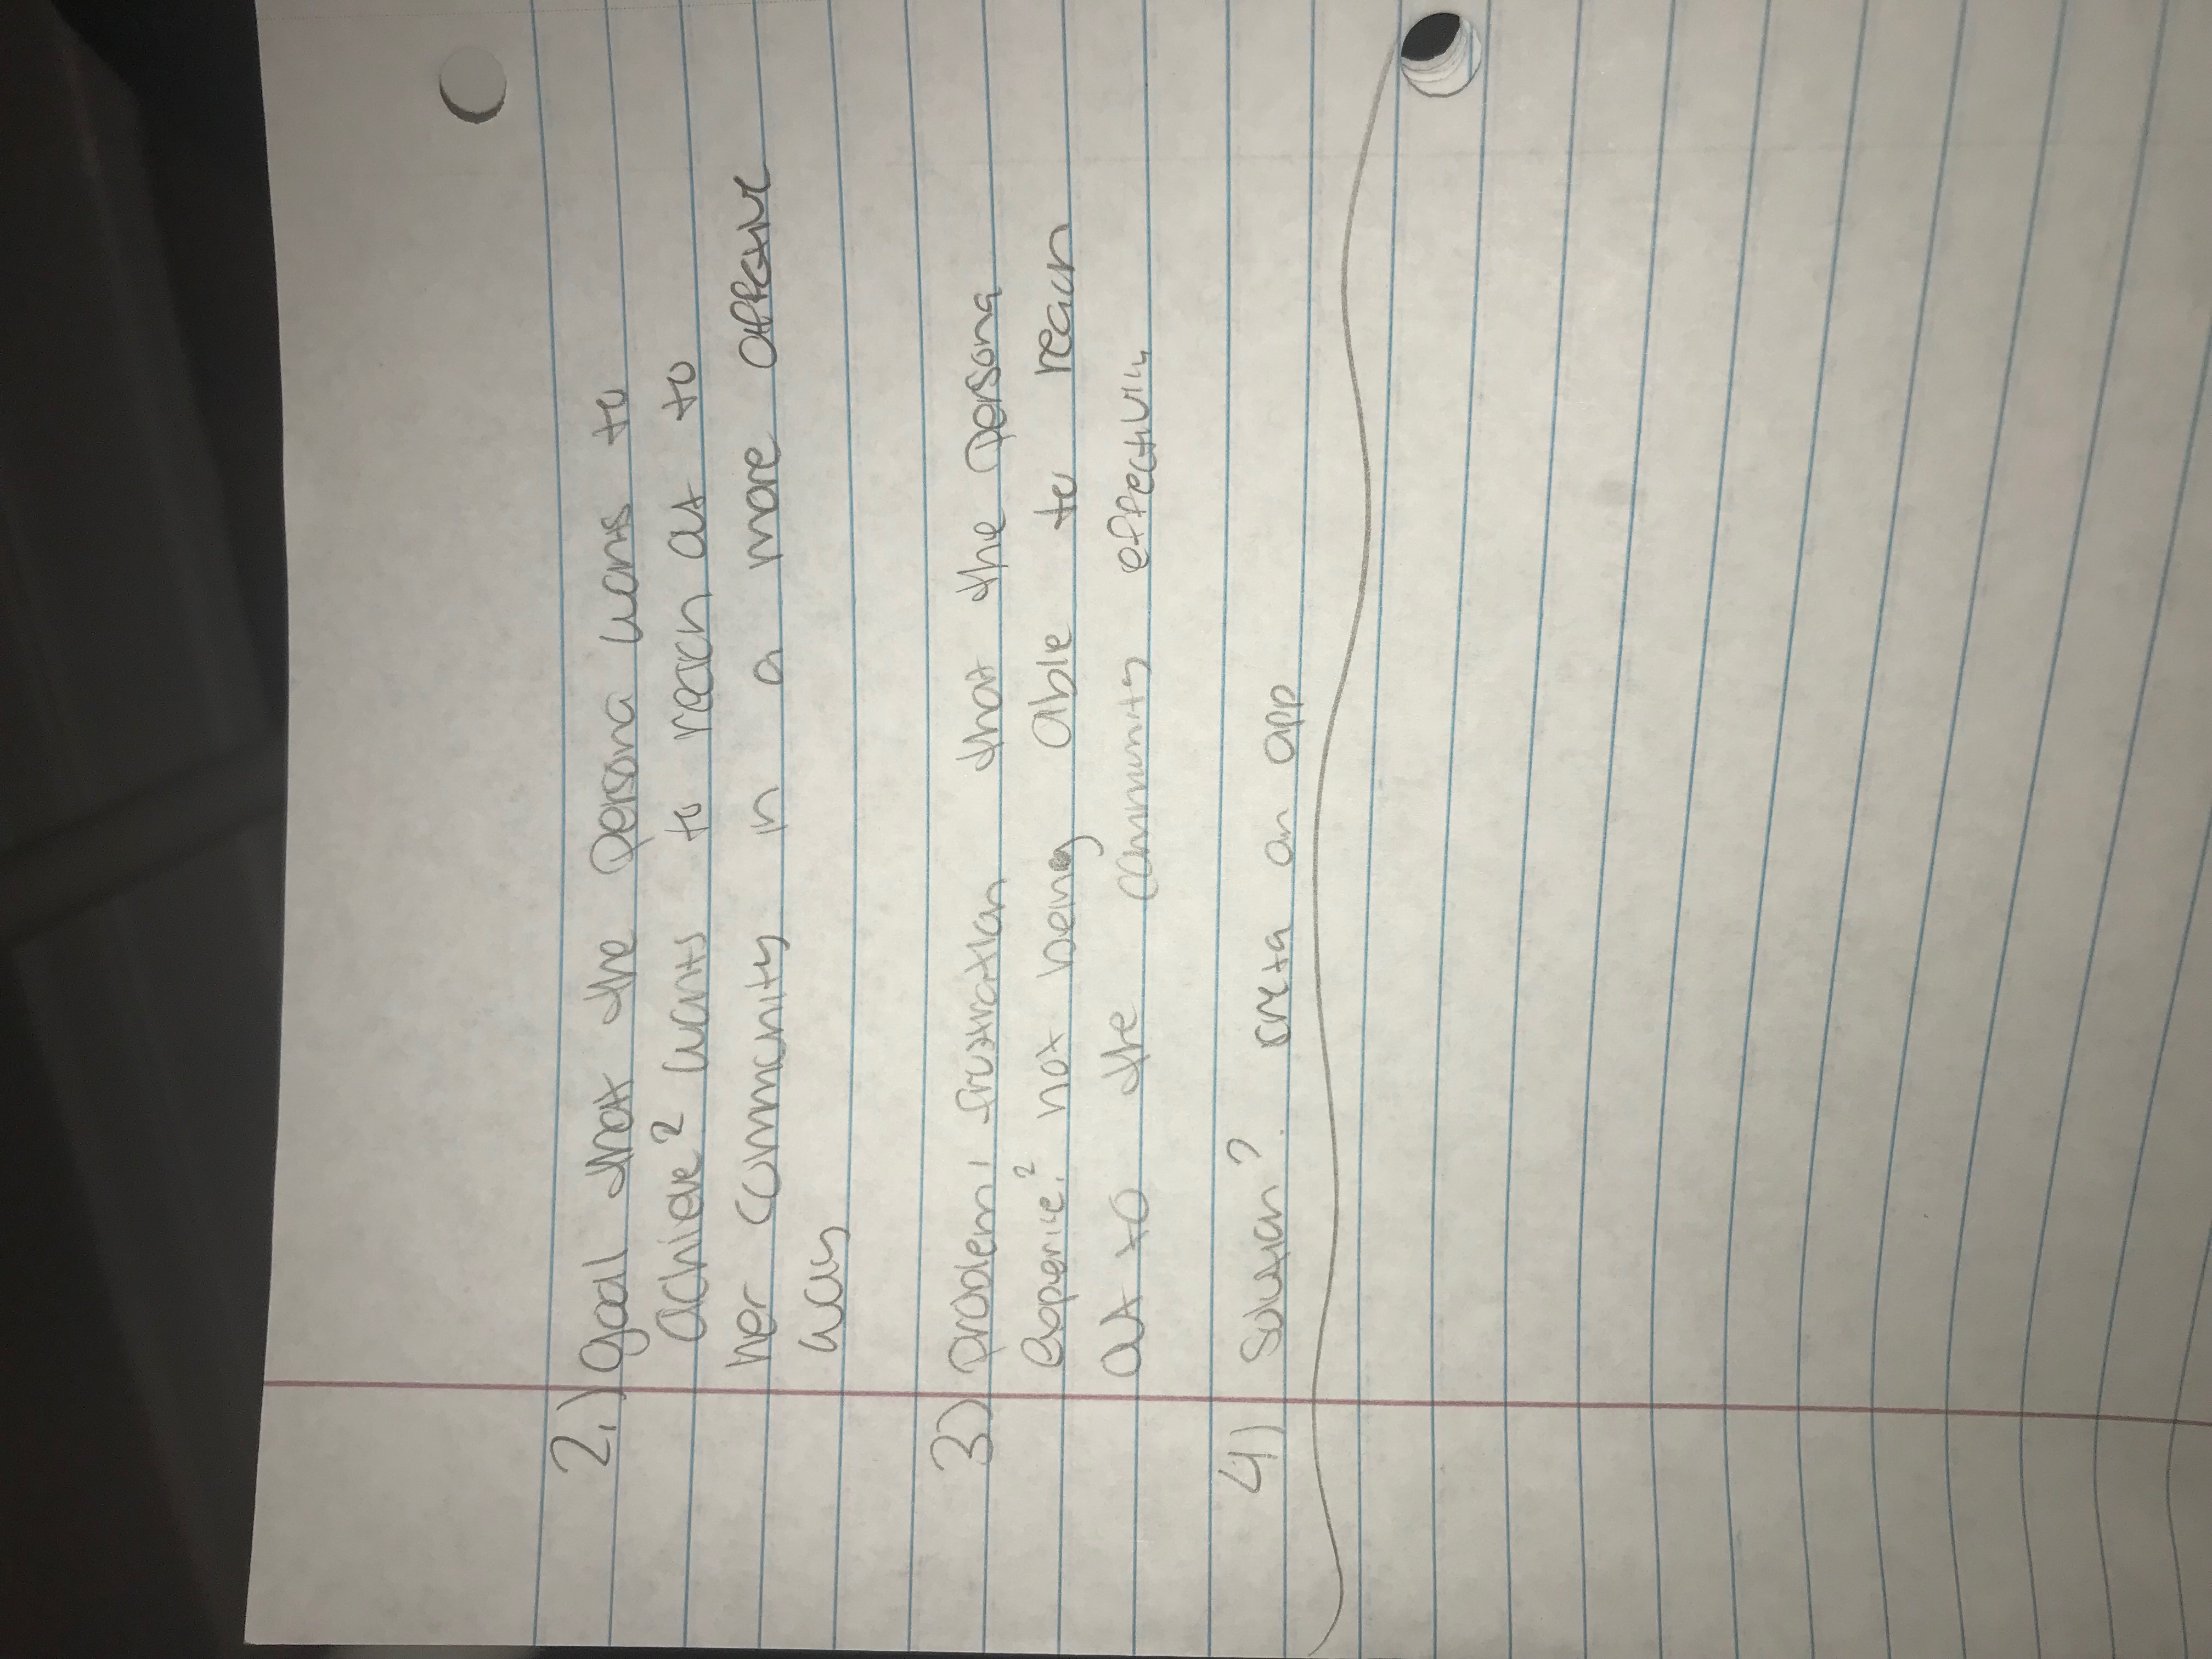 2.) goal that the persona wants to
achieve? wants to reach out to
her community in a more effective
way
3) problem, frustration that the persona
experice? not being able to reach
out to the community effectivly
4) Solution? creta an app